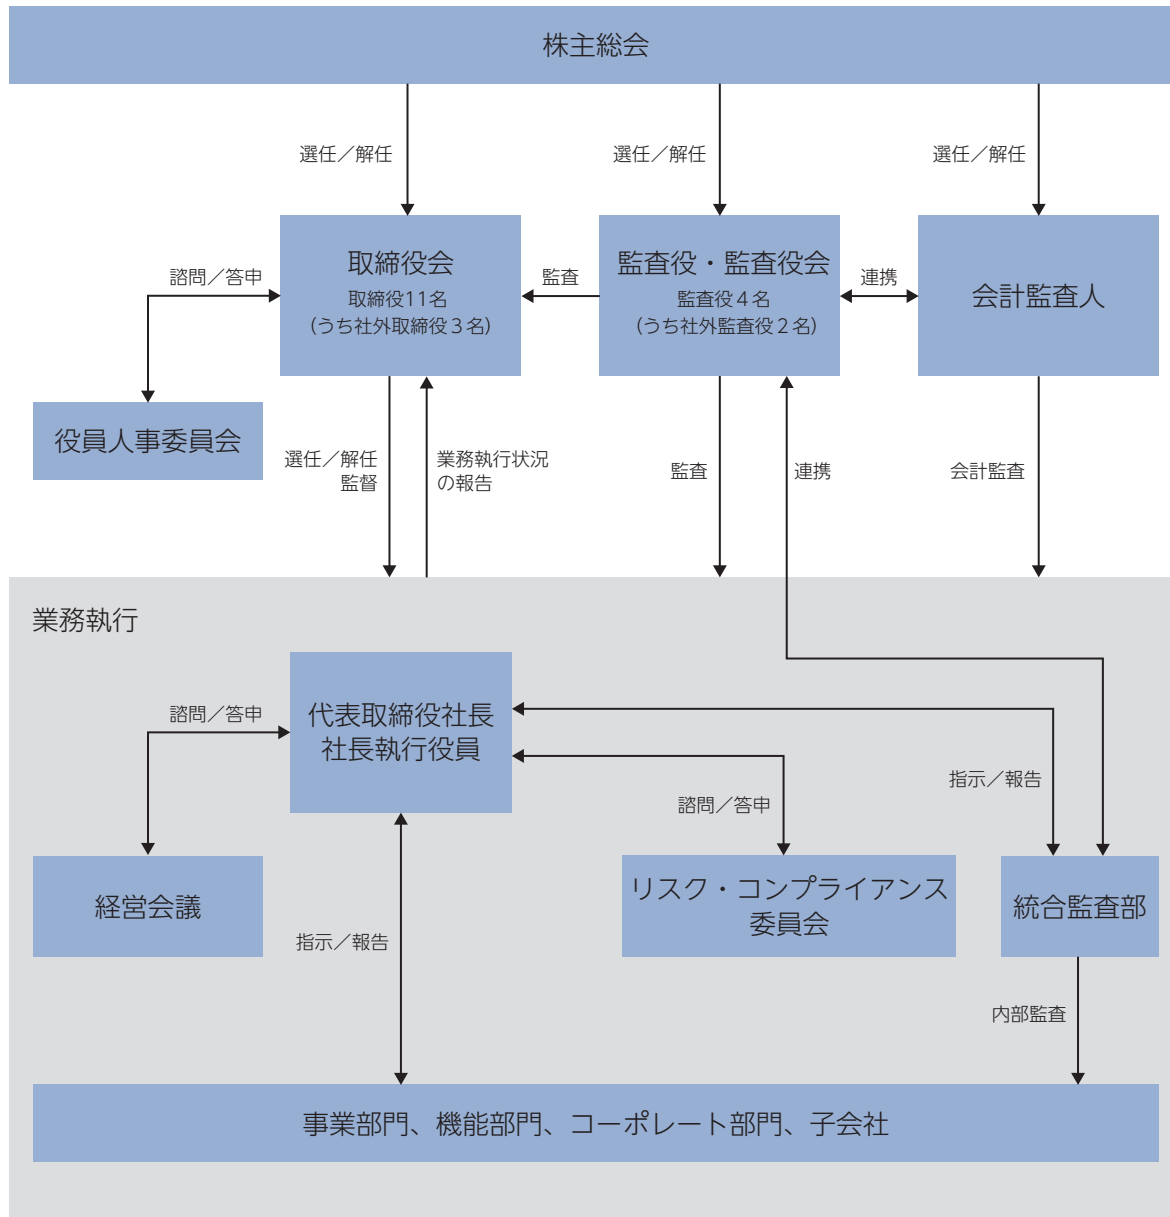 株主総会
選任／解任
選任／解任
選任／解任
取締役会
取締役11名
（うち社外取締役３名）
監査役・監査役会
監査役４名
（うち社外監査役２名）
会計監査人
諮問／答申
監査
連携
役員人事委員会
選任／解任
監督
業務執行状況
の報告
監査
連携
会計監査
業務執行
代表取締役社長
社長執行役員
諮問／答申
指示／報告
諮問／答申
経営会議
リスク・コンプライアンス
委員会
統合監査部
指示／報告
内部監査
事業部門、機能部門、コーポレート部門、子会社